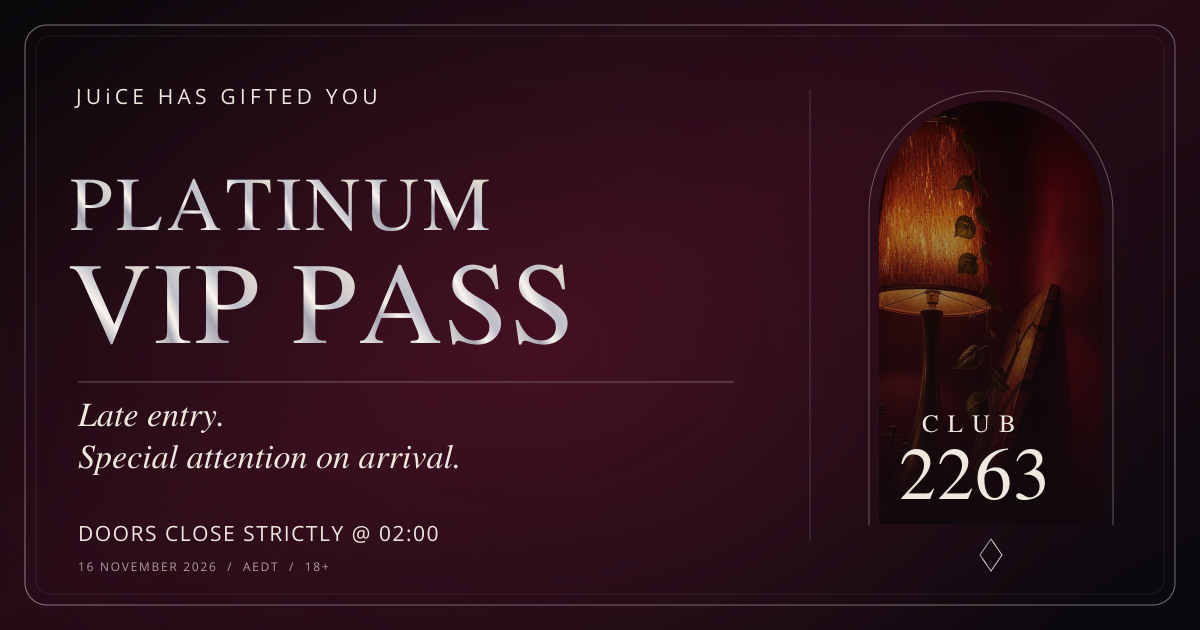 JUiCE HAS GIFTED YOU
PLATINUM
VIP PASS
Late entry.
Special attention on arrival.
DOORS CLOSE STRICTLY @ 02:00
16 NOVEMBER 2026 / AEDT / 18+
CLUB
2263